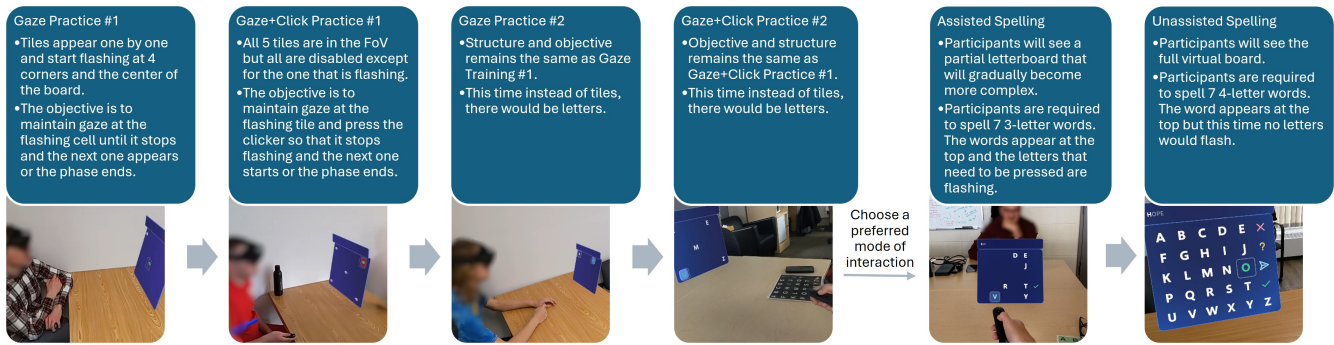 Gaze Practice #1
•Tiles appear one by one
and start flashing at 4
corners and the center of
the board.
•The objective is to
maintain gaze at the
flashing cell until it stops
and the next one appears
or the phase ends.
Gaze+Click Practice #1
•All 5 tiles are in the FoV
but all are disabled except
for the one that is flashing.
•The objective is to
maintain gaze at the
flashing tile and press the
clicker so that it stops
flashing and the next one
starts or the phase ends.
Gaze Practice #2
•Structure and objective
remains the same as Gaze
Training #1.
•This time instead of tiles,
there would be letters.
Gaze+Click Practice #2
•Objective and structure
remains the same as
Gaze+Click Practice #1.
•This time instead of tiles,
there would be letters.
E
M
Z
Choose a
preferred
mode of
interaction
Assisted Spelling
•Participants will see a
partial letterboard that
will gradually become
more complex.
•Participants are required
to spell 7 3-letter words.
The words appear at the
top and the letters that
need to be pressed are
flashing.
D E
J
R T
V Y
Unassisted Spelling
•Participants will see the
full virtual board.
•Participants are required
to spell 7 4-letter words.
The word appears at the
top but this time no letters
would flash.
HOPE
A B C D E
F G H I J ?
K L M N O
P Q R S T
U V W X Y Z